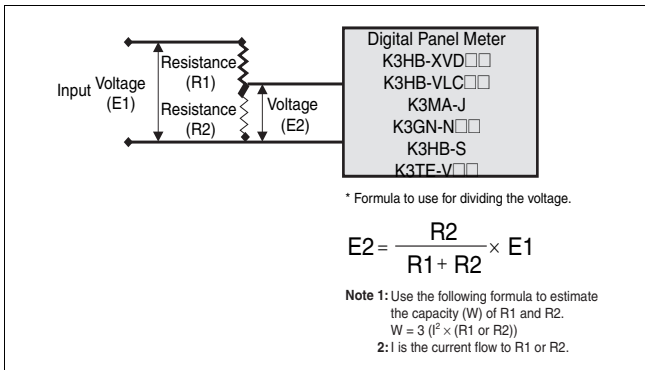 Digital Panel Meter
K3HB-XVD□□
K3HB-VLC□□
K3MA-J
K3GN-N□□
K3HB-S
K3TE-V□□
Input Voltage
(E1)
Resistance
(R1)
Resistance
(R2)
Voltage
(E2)
* Formula to use for dividing the voltage.
E2 = R2 / (R1 + R2) × E1
Note 1: Use the following formula to estimate
the capacity (W) of R1 and R2.
W = 3 (I² × (R1 or R2))
2: I is the current flow to R1 or R2.